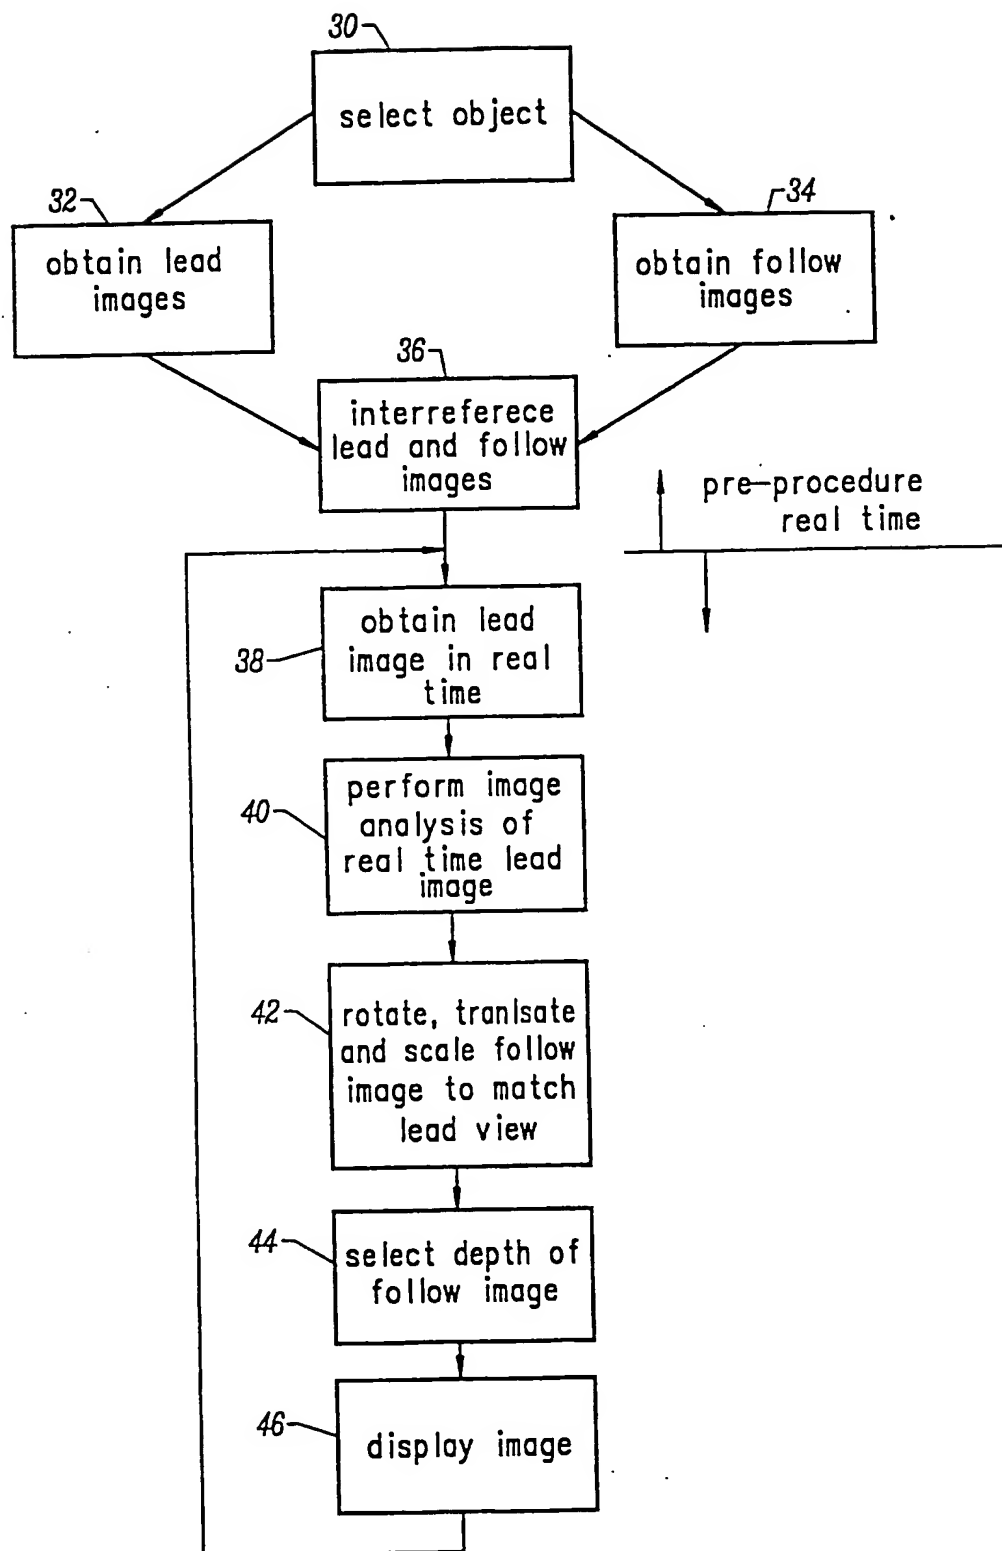 30
select object
32
obtain lead
images
34
obtain follow
images
36
interreferece
lead and follow
images
pre-procedure
real time
38
obtain lead
image in real
time
40
perform image
analysis of
real time lead
image
42
rotate, tranlsate
and scale follow
image to match
lead view
44
select depth of
follow image
46
display image